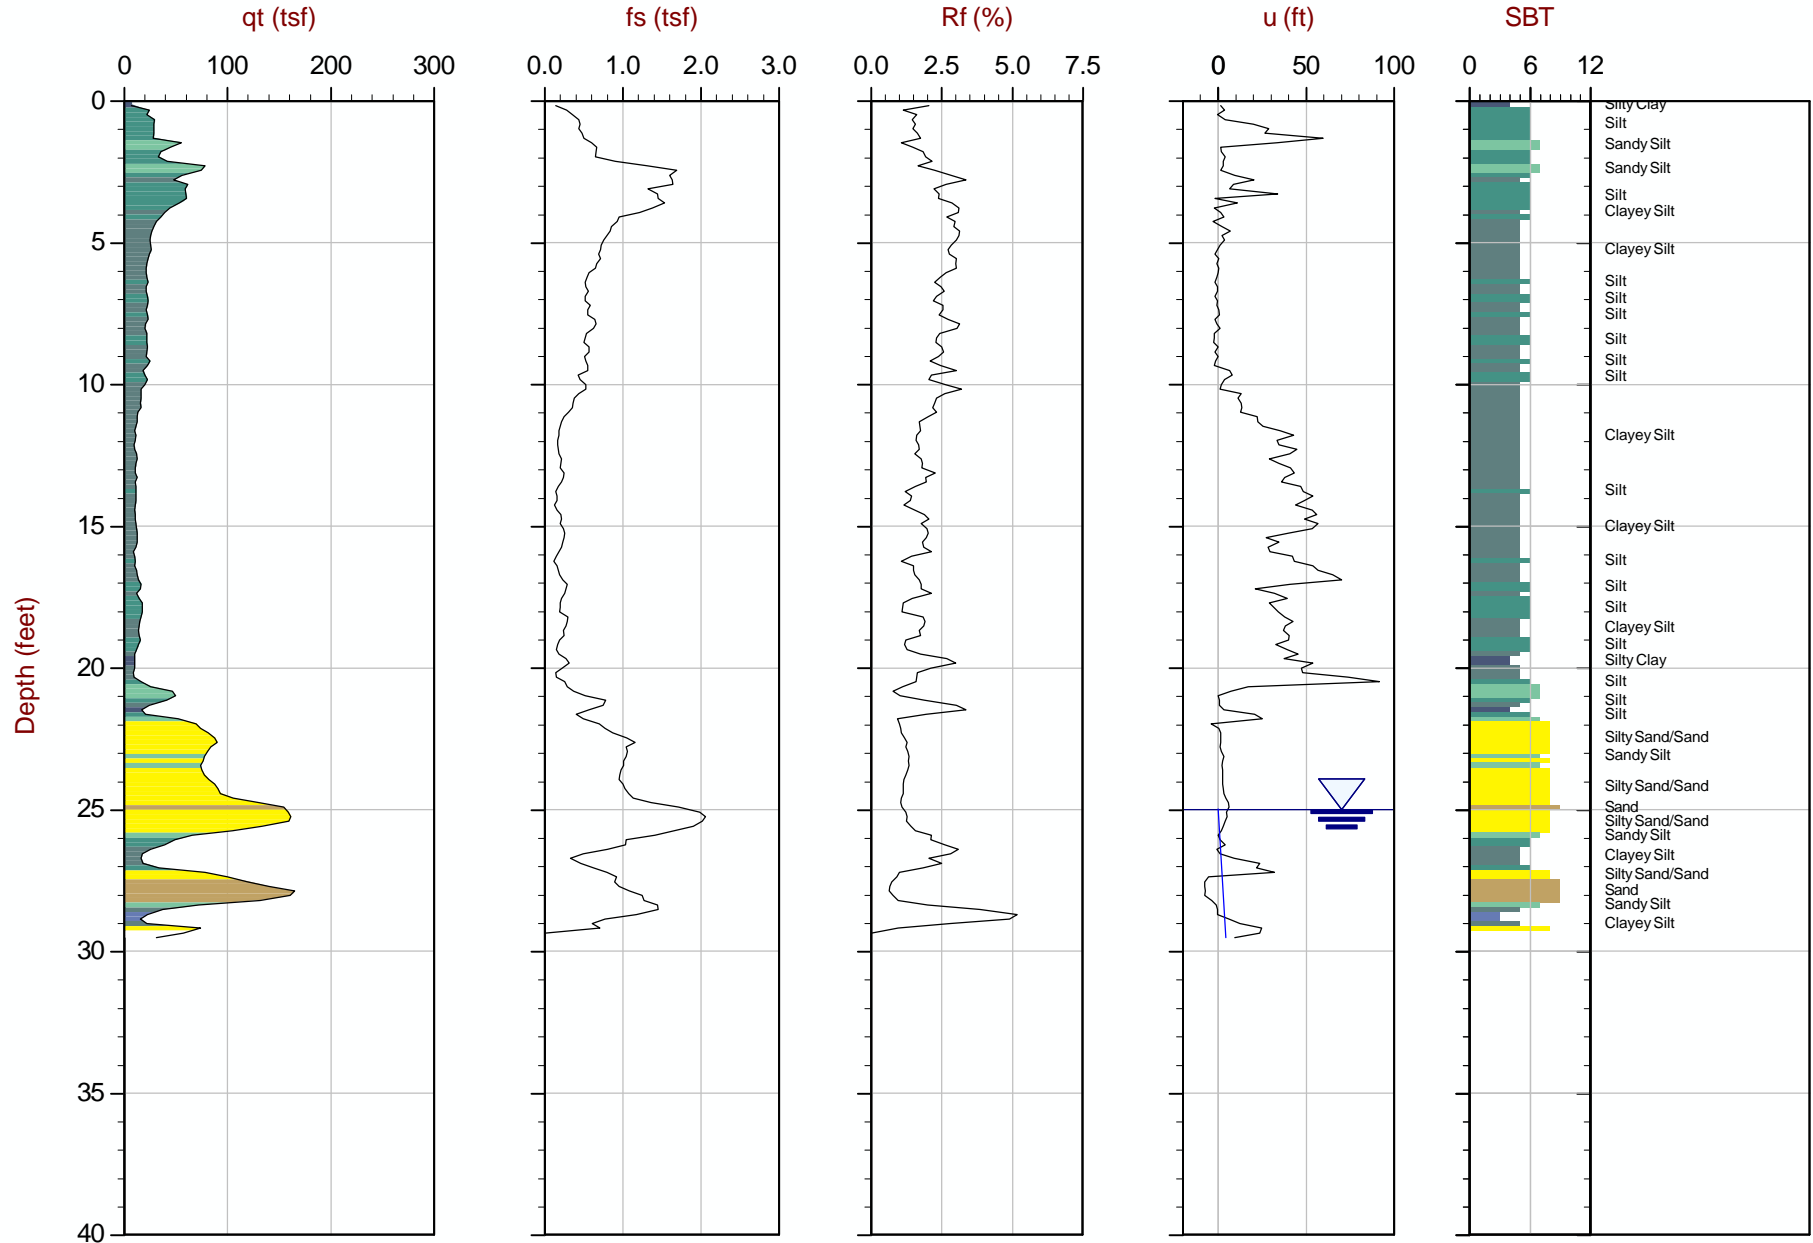 qt (tsf) fs (tsf) Rf (%) u (ft) SBT
0 100 200 300 0.0 1.0 2.0 3.0 0.0 2.5 5.0 7.5 0 50 100 0 6 12
0
5
10
15
20
25
30
35
40
Depth (feet)
Silty Clay
Silt
Sandy Silt
Sandy Silt
Silt
Clayey Silt
Clayey Silt
Silt
Silt
Silt
Silt
Silt
Silt
Clayey Silt
Silt
Clayey Silt
Silt
Silt
Silt
Clayey Silt
Silt
Silty Clay
Silt
Silt
Silt
Silty Sand/Sand
Sandy Silt
Silty Sand/Sand
Sand
Silty Sand/Sand
Sandy Silt
Clayey Silt
Silty Sand/Sand
Sand
Sandy Silt
Clayey Silt